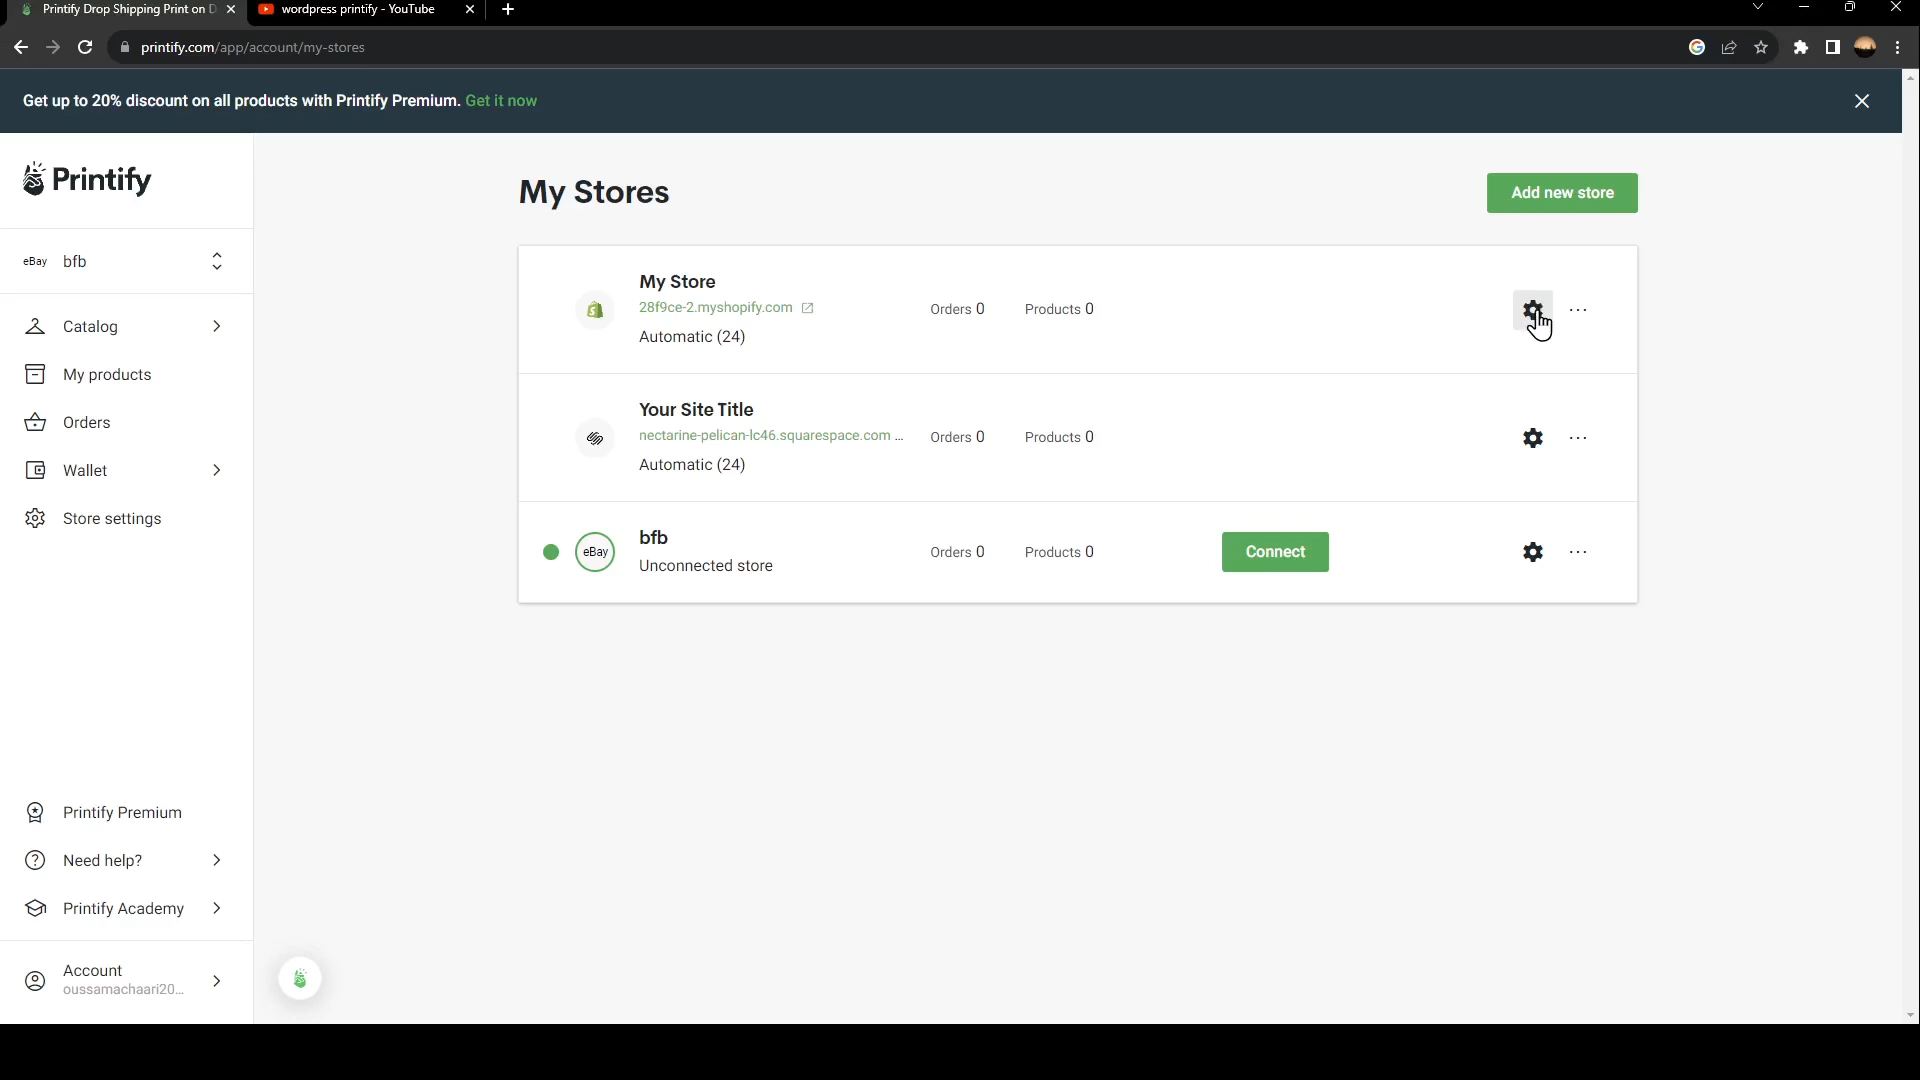 Printify Drop Shipping Print on D
wordpress printify - YouTube
printify.com/app/account/my-stores
Get up to 20% discount on all products with Printify Premium. Get it now
Printify
eBay bfb
Catalog
My products
Orders
Wallet
Store settings
Printify Premium
Need help?
Printify Academy
Account
oussamachaari20...
My Stores
Add new store
My Store
28f9ce-2.myshopify.com
Automatic (24)
Orders 0
Products 0
Your Site Title
nectarine-pelican-lc46.squarespace.com ...
Automatic (24)
Orders 0
Products 0
eBay
bfb
Unconnected store
Orders 0
Products 0
Connect